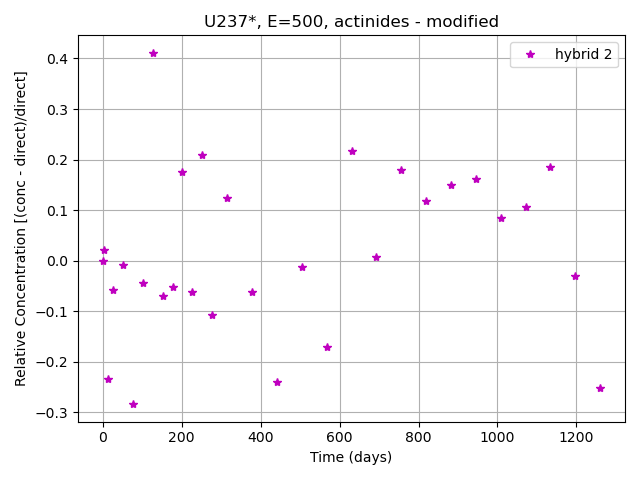 U237*, E=500, actinides - modified
hybrid 2
Relative Concentration [(conc - direct)/direct]
0.4
0.3
0.2
0.1
0.0
−0.1
−0.2
−0.3
0 200 400 600 800 1000 1200
Time (days)